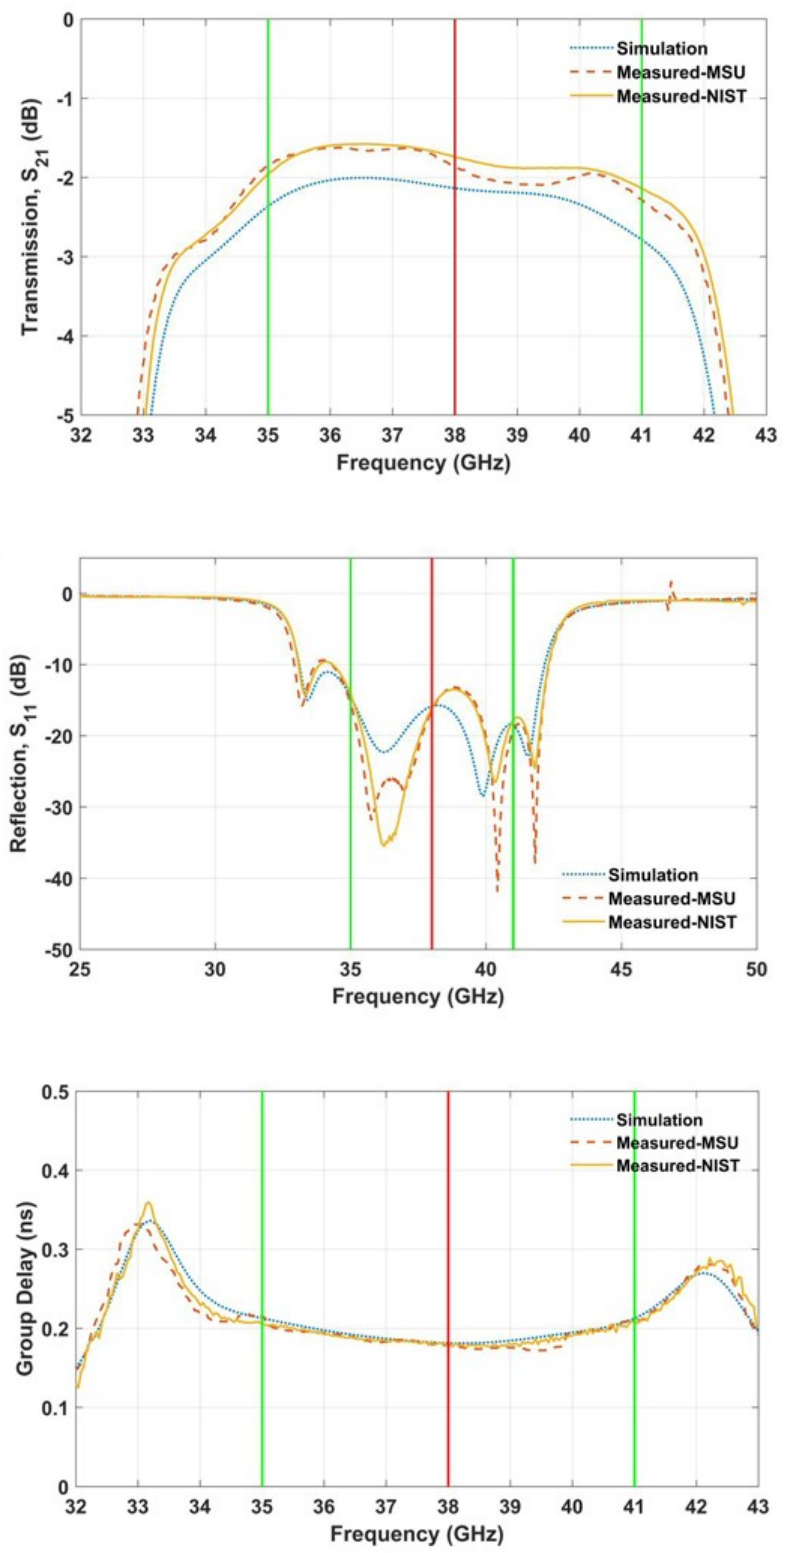 0
-1
-2
-3
-4
-5
Transmission, S21 (dB)
Simulation
Measured-MSU
Measured-NIST
32 33 34 35 36 37 38 39 40 41 42 43
Frequency (GHz)
0
-10
-20
-30
-40
-50
Reflection, S11 (dB)
Simulation
Measured-MSU
Measured-NIST
25 30 35 40 45 50
Frequency (GHz)
0.5
0.4
0.3
0.2
0.1
0
Group Delay (ns)
Simulation
Measured-MSU
Measured-NIST
32 33 34 35 36 37 38 39 40 41 42 43
Frequency (GHz)